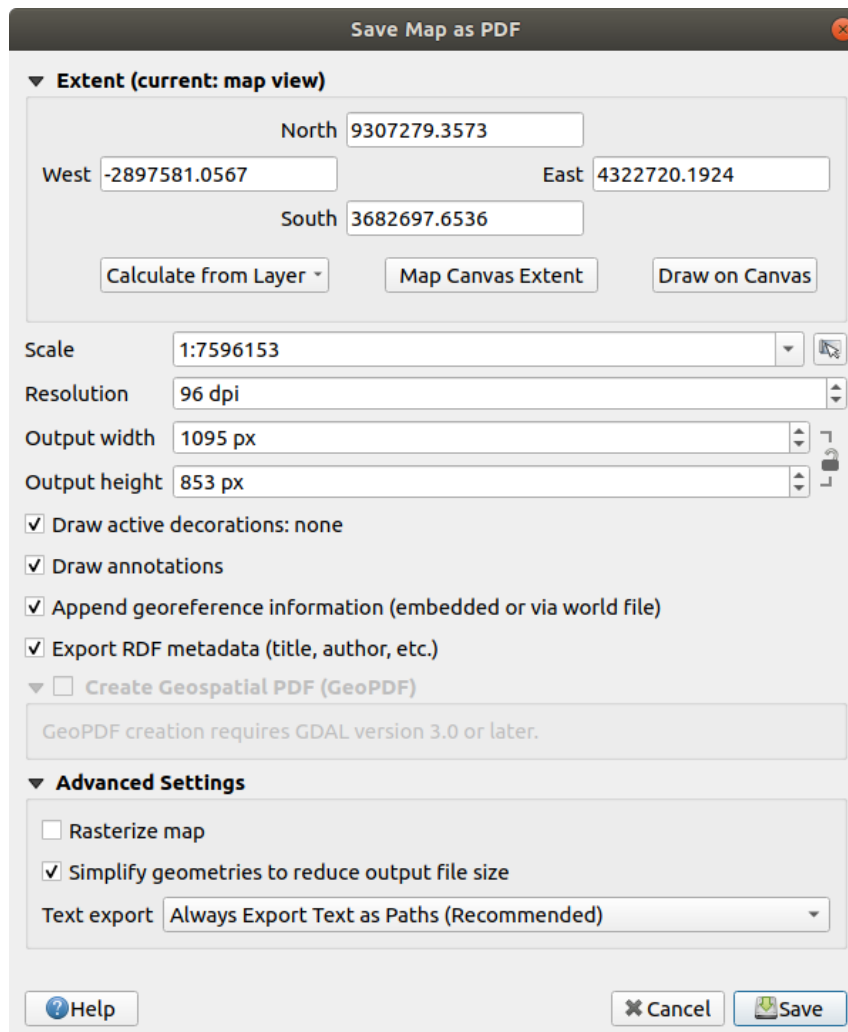 Save Map as PDF
Extent (current: map view)
North 9307279.3573
West -2897581.0567 East 4322720.1924
South 3682697.6536
Calculate from Layer Map Canvas Extent Draw on Canvas
Scale 1:7596153
Resolution 96 dpi
Output width 1095 px
Output height 853 px
Draw active decorations: none
Draw annotations
Append georeference information (embedded or via world file)
Export RDF metadata (title, author, etc.)
Create Geospatial PDF (GeoPDF)
GeoPDF creation requires GDAL version 3.0 or later.
Advanced Settings
Rasterize map
Simplify geometries to reduce output file size
Text export Always Export Text as Paths (Recommended)
Help Cancel Save